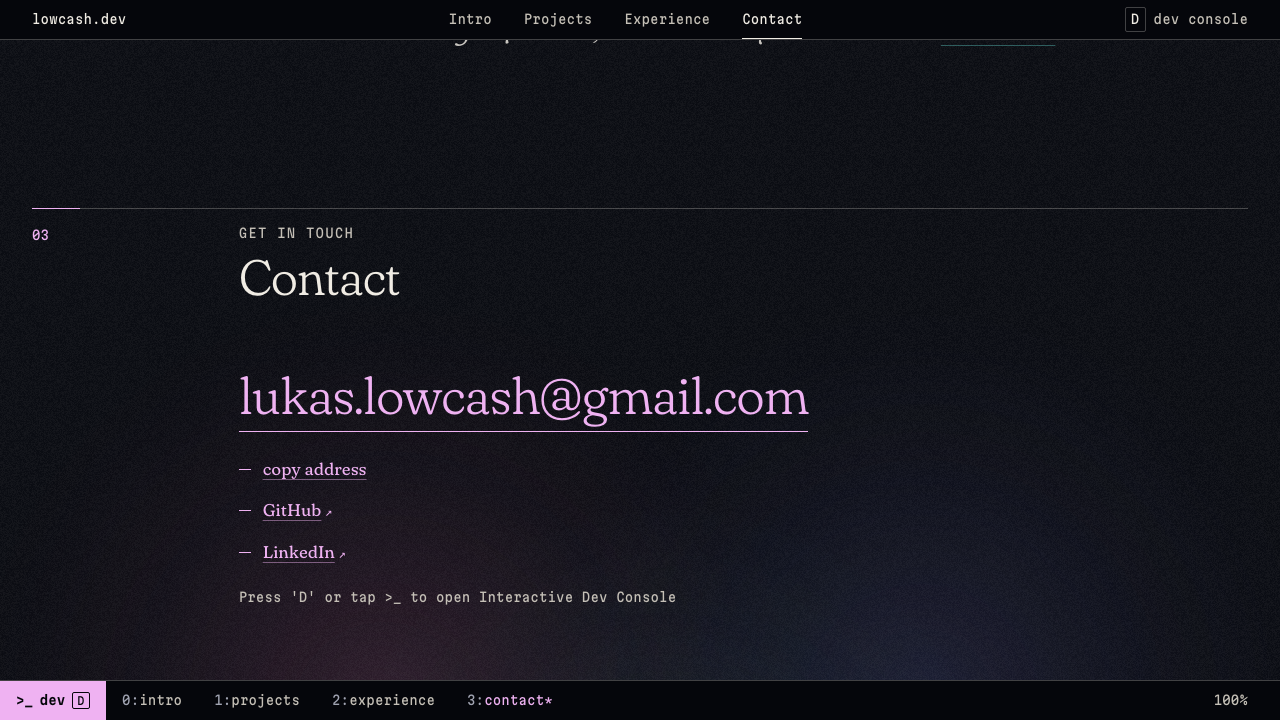 lowcash.dev
Intro
Projects
Experience
Contact
D dev console
03
GET IN TOUCH
Contact
lukas.lowcash@gmail.com
— copy address
— GitHub ↗
— LinkedIn ↗
Press 'D' or tap >_ to open Interactive Dev Console
>_ dev D
0:intro
1:projects
2:experience
3:contact*
100%